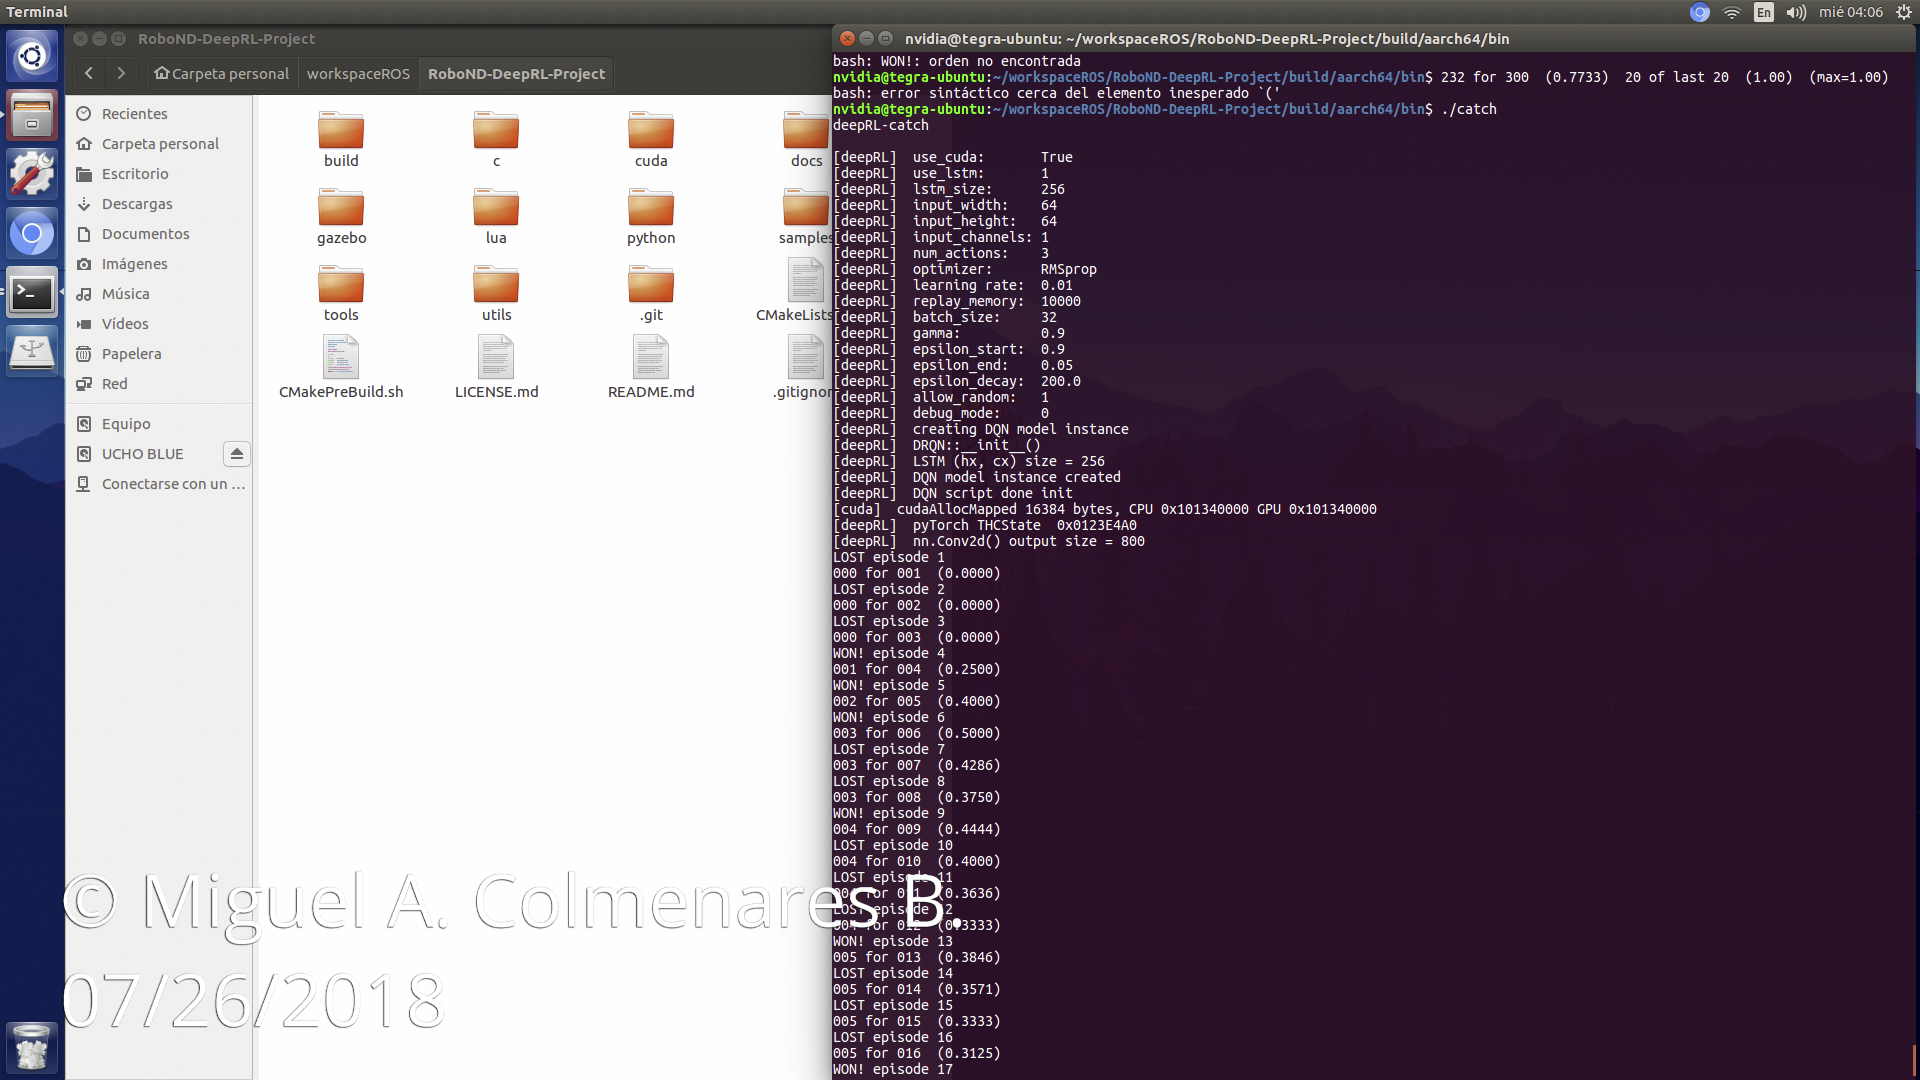 Terminal
En
mié 04:06
RoboND-DeepRL-Project
Carpeta personal
workspaceROS
RoboND-DeepRL-Project
Recientes
Carpeta personal
Escritorio
Descargas
Documentos
Imágenes
Música
Vídeos
Papelera
Red
Equipo
UCHO BLUE
Conectarse con un …
build
c
cuda
docs
gazebo
lua
python
samples
tools
utils
.git
CMakeLists
CMakePreBuild.sh
LICENSE.md
README.md
.gitignor
nvidia@tegra-ubuntu: ~/workspaceROS/RoboND-DeepRL-Project/build/aarch64/bin
bash: WON!: orden no encontrada
nvidia@tegra-ubuntu:~/workspaceROS/RoboND-DeepRL-Project/build/aarch64/bin$ 232 for 300  (0.7733)  20 of last 20  (1.00)  (max=1.00)
bash: error sintáctico cerca del elemento inesperado `('
nvidia@tegra-ubuntu:~/workspaceROS/RoboND-DeepRL-Project/build/aarch64/bin$ ./catch
deepRL-catch
[deepRL]  use_cuda:       True
[deepRL]  use_lstm:       1
[deepRL]  lstm_size:      256
[deepRL]  input_width:    64
[deepRL]  input_height:   64
[deepRL]  input_channels: 1
[deepRL]  num_actions:    3
[deepRL]  optimizer:      RMSprop
[deepRL]  learning rate:  0.01
[deepRL]  replay_memory:  10000
[deepRL]  batch_size:     32
[deepRL]  gamma:          0.9
[deepRL]  epsilon_start:  0.9
[deepRL]  epsilon_end:    0.05
[deepRL]  epsilon_decay:  200.0
[deepRL]  allow_random:   1
[deepRL]  debug_mode:     0
[deepRL]  creating DQN model instance
[deepRL]  DRQN::__init__()
[deepRL]  LSTM (hx, cx) size = 256
[deepRL]  DQN model instance created
[deepRL]  DQN script done init
[cuda]  cudaAllocMapped 16384 bytes, CPU 0x101340000 GPU 0x101340000
[deepRL]  pyTorch THCState  0x0123E4A0
[deepRL]  nn.Conv2d() output size = 800
LOST episode 1
000 for 001  (0.0000)
LOST episode 2
000 for 002  (0.0000)
LOST episode 3
000 for 003  (0.0000)
WON! episode 4
001 for 004  (0.2500)
WON! episode 5
002 for 005  (0.4000)
WON! episode 6
003 for 006  (0.5000)
LOST episode 7
003 for 007  (0.4286)
LOST episode 8
003 for 008  (0.3750)
WON! episode 9
004 for 009  (0.4444)
LOST episode 10
004 for 010  (0.4000)
LOST episode 11
004 for 011  (0.3636)
LOST episode 12
004 for 012  (0.3333)
WON! episode 13
005 for 013  (0.3846)
LOST episode 14
005 for 014  (0.3571)
LOST episode 15
005 for 015  (0.3333)
LOST episode 16
005 for 016  (0.3125)
WON! episode 17
© Miguel A. Colmenares B.
07/26/2018